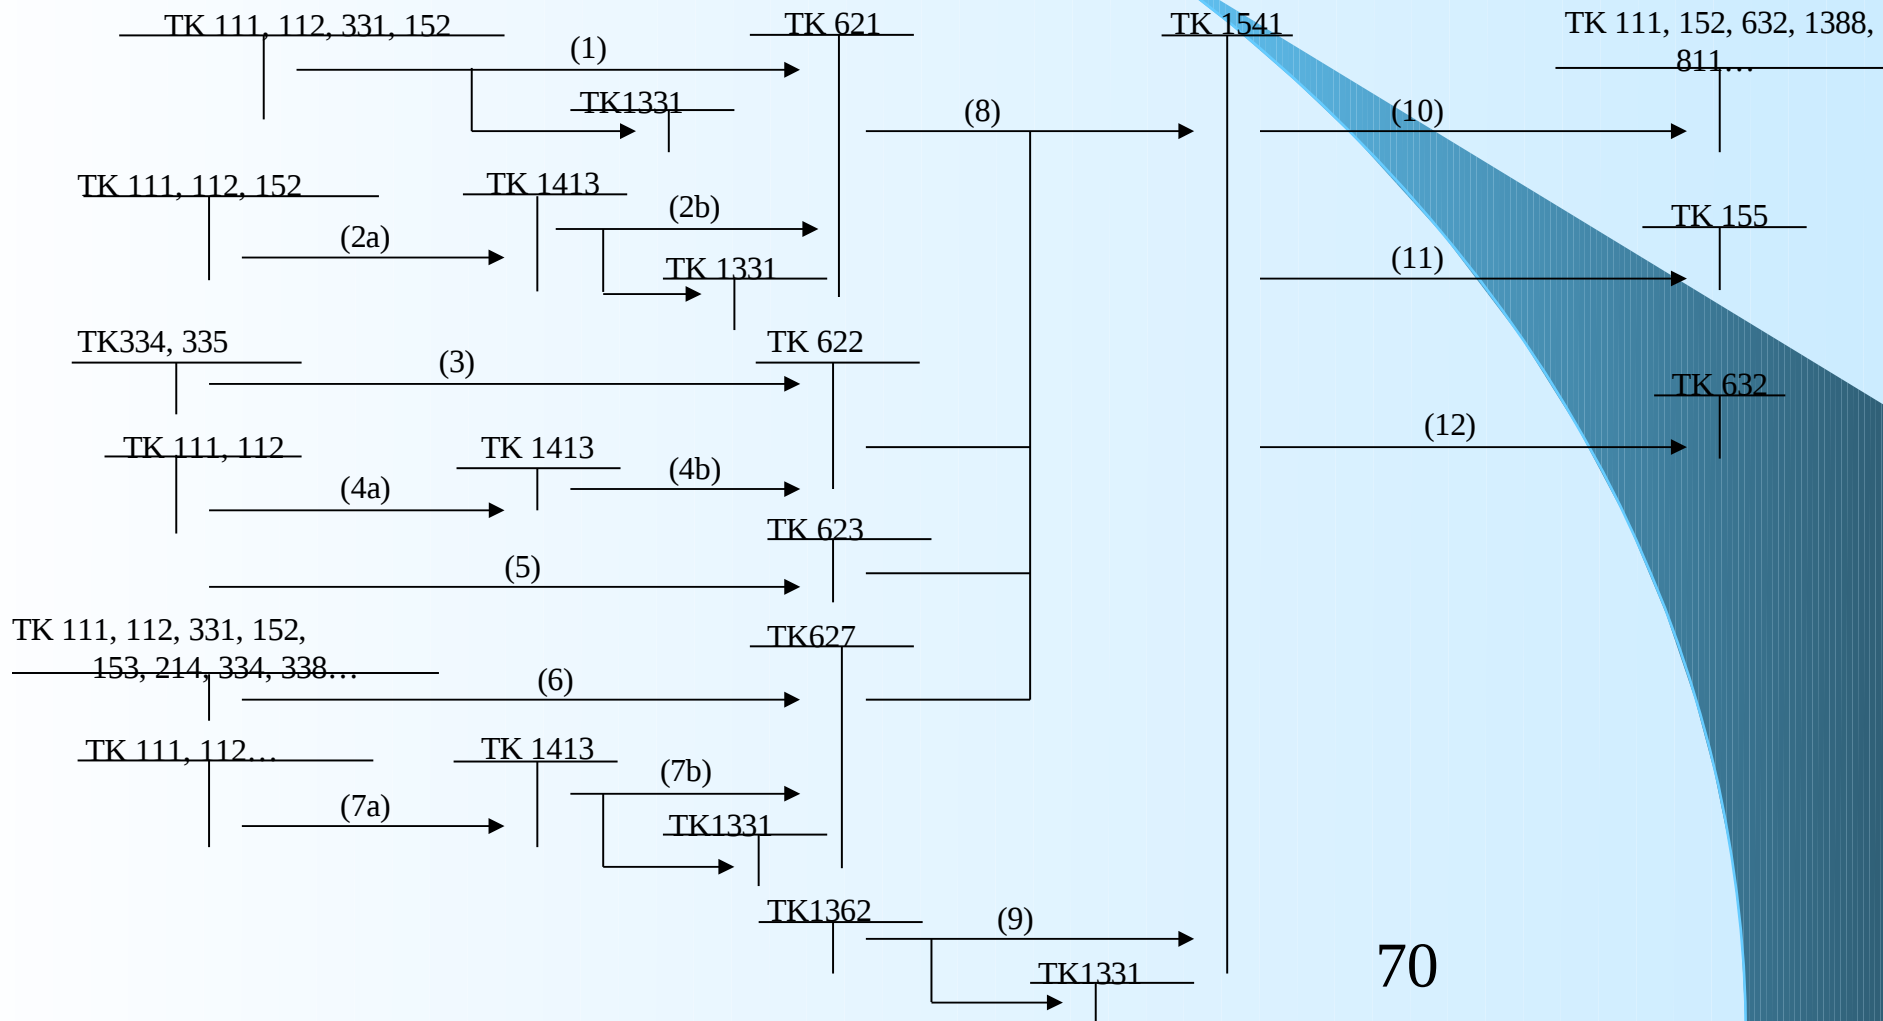 TK 111, 112, 331, 152
TK 621
TK 1541
TK 111, 152, 632, 1388,
811…
(1)
TK1331
(8)
(10)
TK 111, 112, 152
TK 1413
(2b)
TK 155
(2a)
(11)
TK 1331
TK334, 335
TK 622
(3)
TK 632
TK 111, 112
TK 1413
(4b)
(12)
(4a)
TK 623
(5)
TK 111, 112, 331, 152,
153, 214, 334, 338…
TK627
(6)
TK 111, 112…
TK 1413
(7b)
(7a)
TK1331
TK1362
(9)
TK1331
70